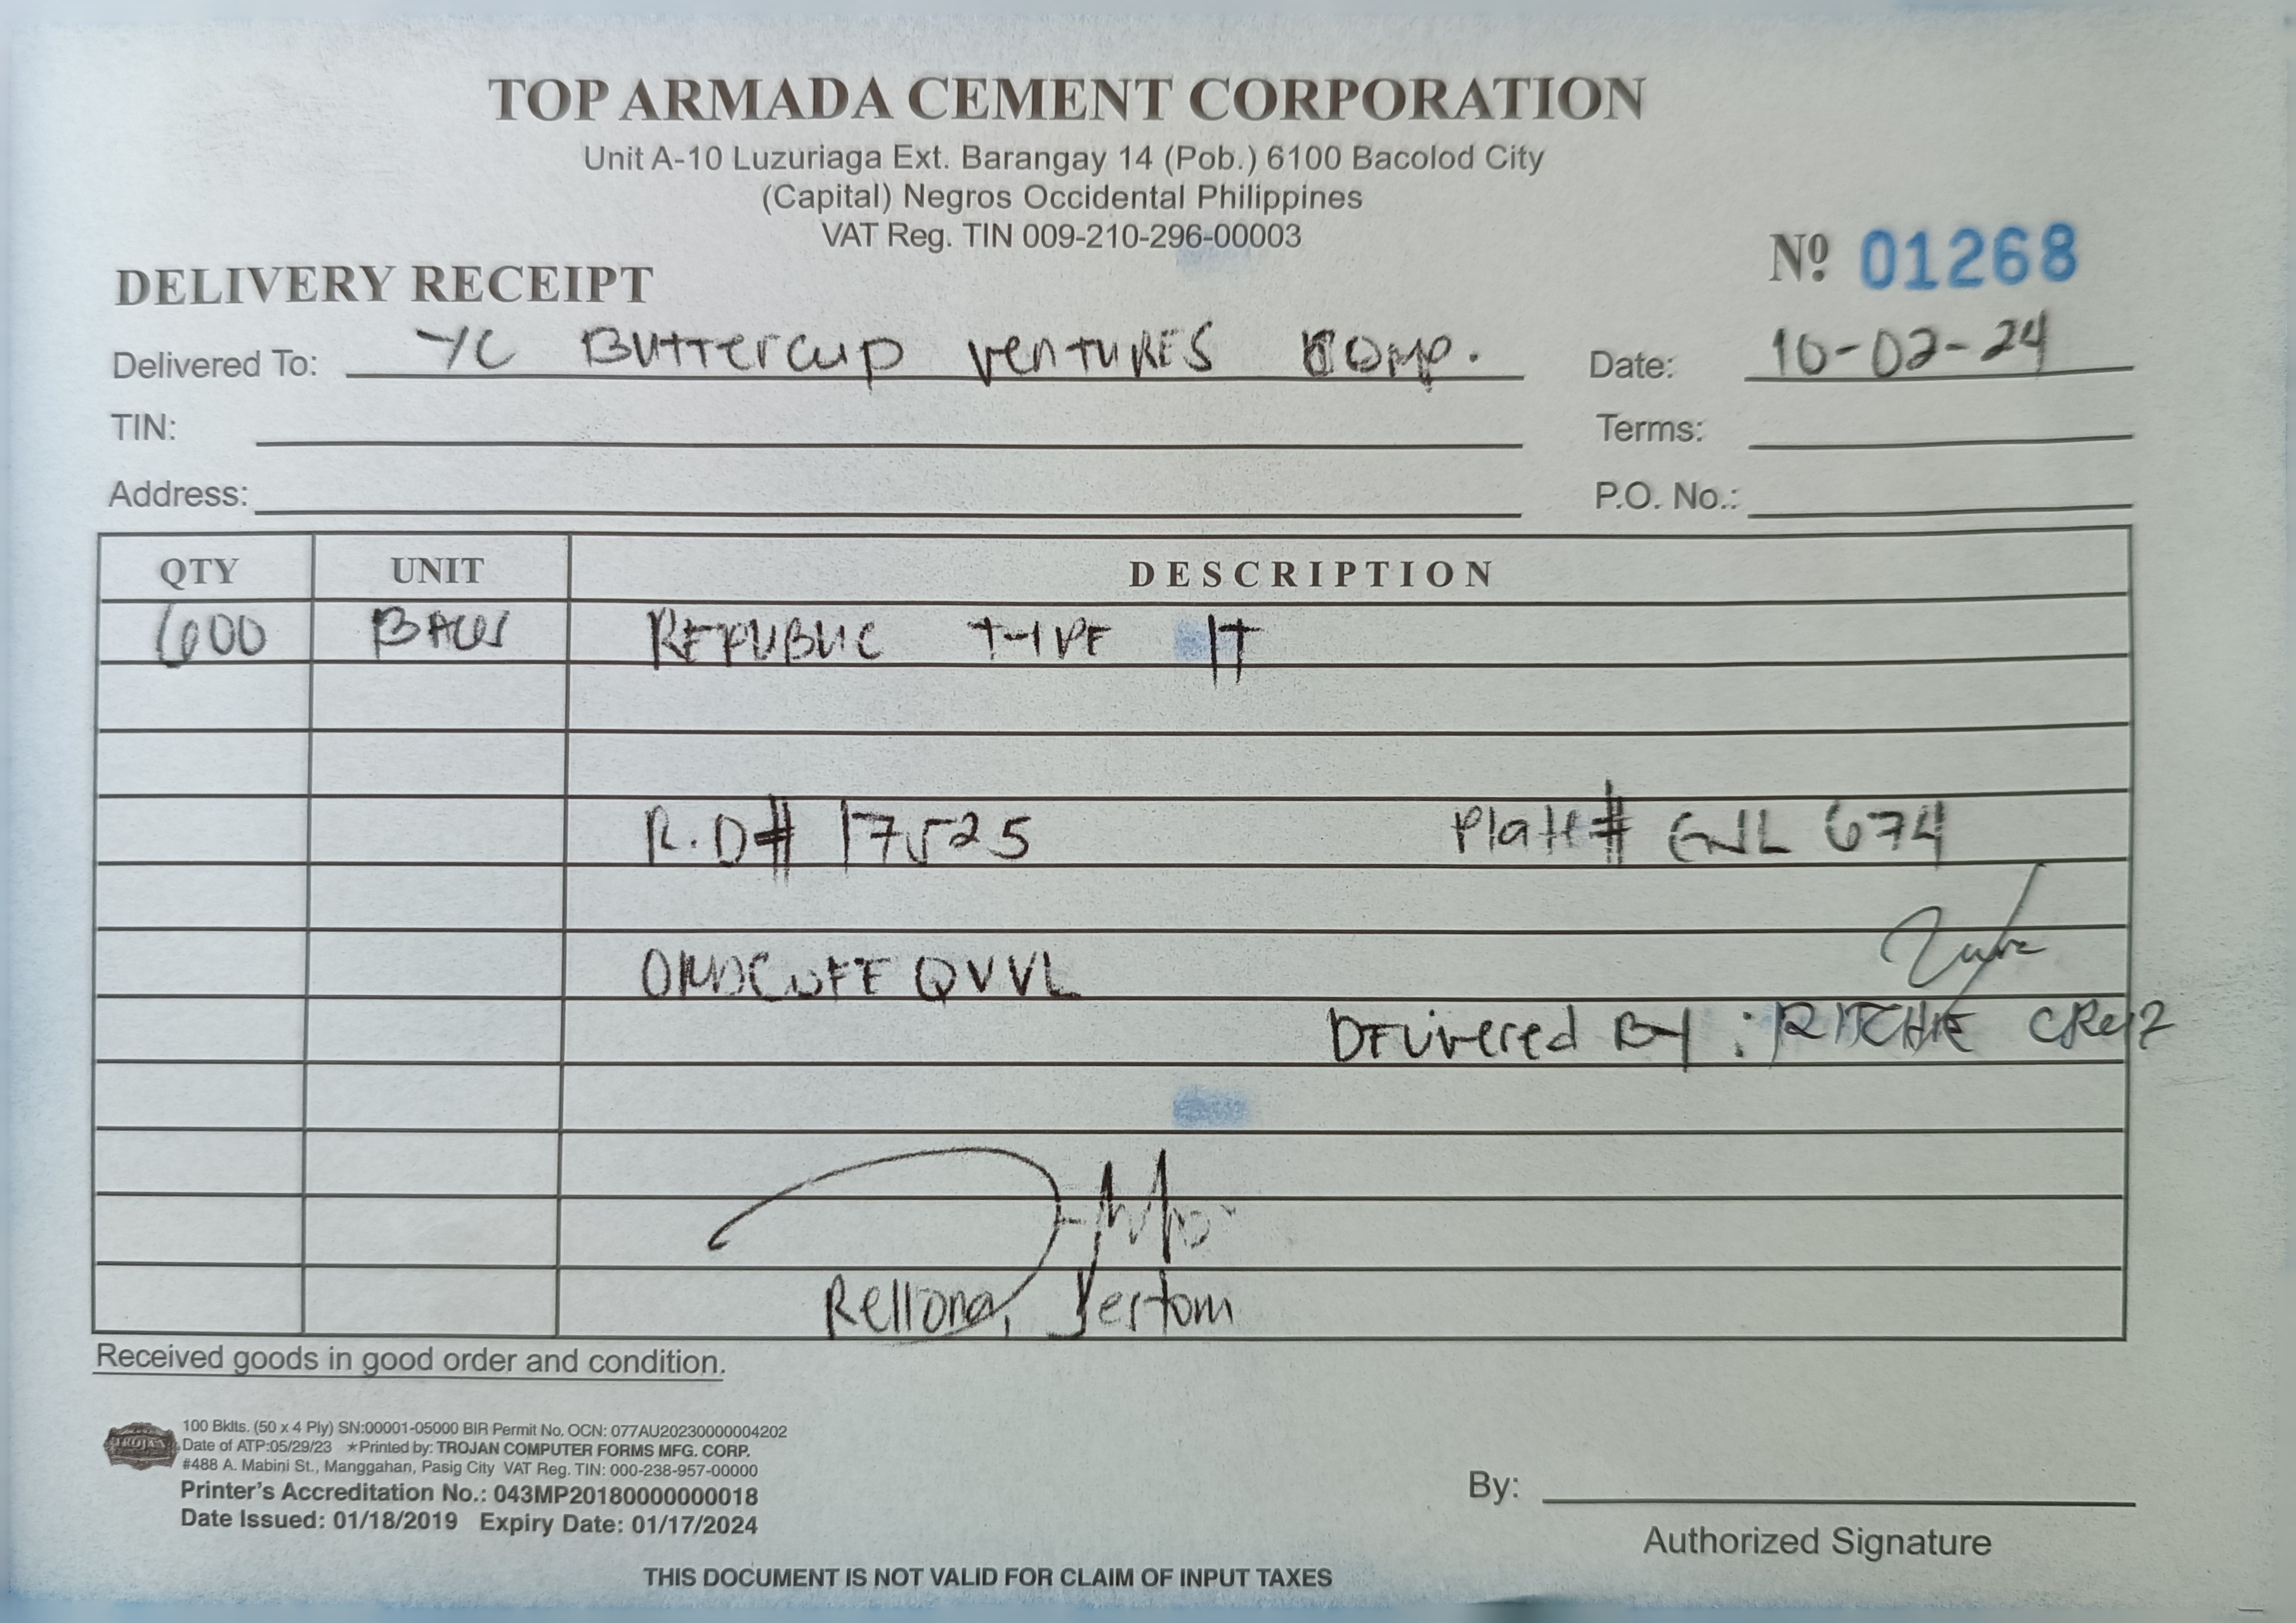 TOP ARMADA CEMENT CORPORATION
Unit A-10 Luzuriaga Ext. Barangay 14 (Pob.) 6100 Bacolod City
(Capital) Negros Occidental Philippines
VAT Reg. TIN 009-210-296-00003
Nº 01268
DELIVERY RECEIPT
Delivered To: YC Buttercup VENTURES COMP. Date: 10-02-24
TIN: Terms:
Address: P.O. No.:
QTY UNIT DESCRIPTION
600 BAGS REPUBLIC TYPE IT
R.D# 17525 Plate# GJL 674
QVVL
DELivered By: RITCHIE CRUZ
Rellona, Jertom
Received goods in good order and condition.
TROJAN
100 Bklts. (50 x 4 Ply) SN:00001-05000 BIR Permit No. OCN: 077AU20230000004202
Date of ATP:05/29/23 ★Printed by: TROJAN COMPUTER FORMS MFG. CORP.
#488 A. Mabini St., Manggahan, Pasig City VAT Reg. TIN: 000-238-957-00000
Printer's Accreditation No.: 043MP20180000000018
Date Issued: 01/18/2019 Expiry Date: 01/17/2024
By:
Authorized Signature
THIS DOCUMENT IS NOT VALID FOR CLAIM OF INPUT TAXES